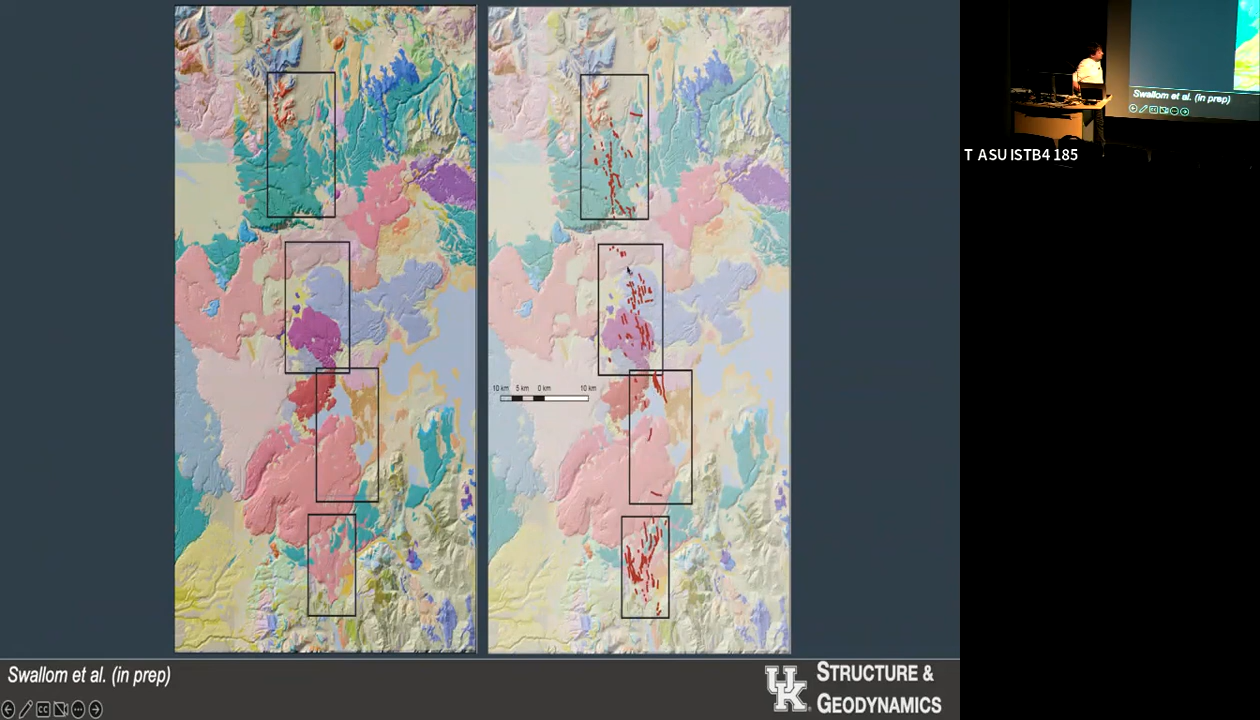 10 km 5 km 0 km 10 km
Swallom et al. (in prep)
UK
STRUCTURE &
GEODYNAMICS
Swallom et al. (in prep)
T ASU ISTB4 185